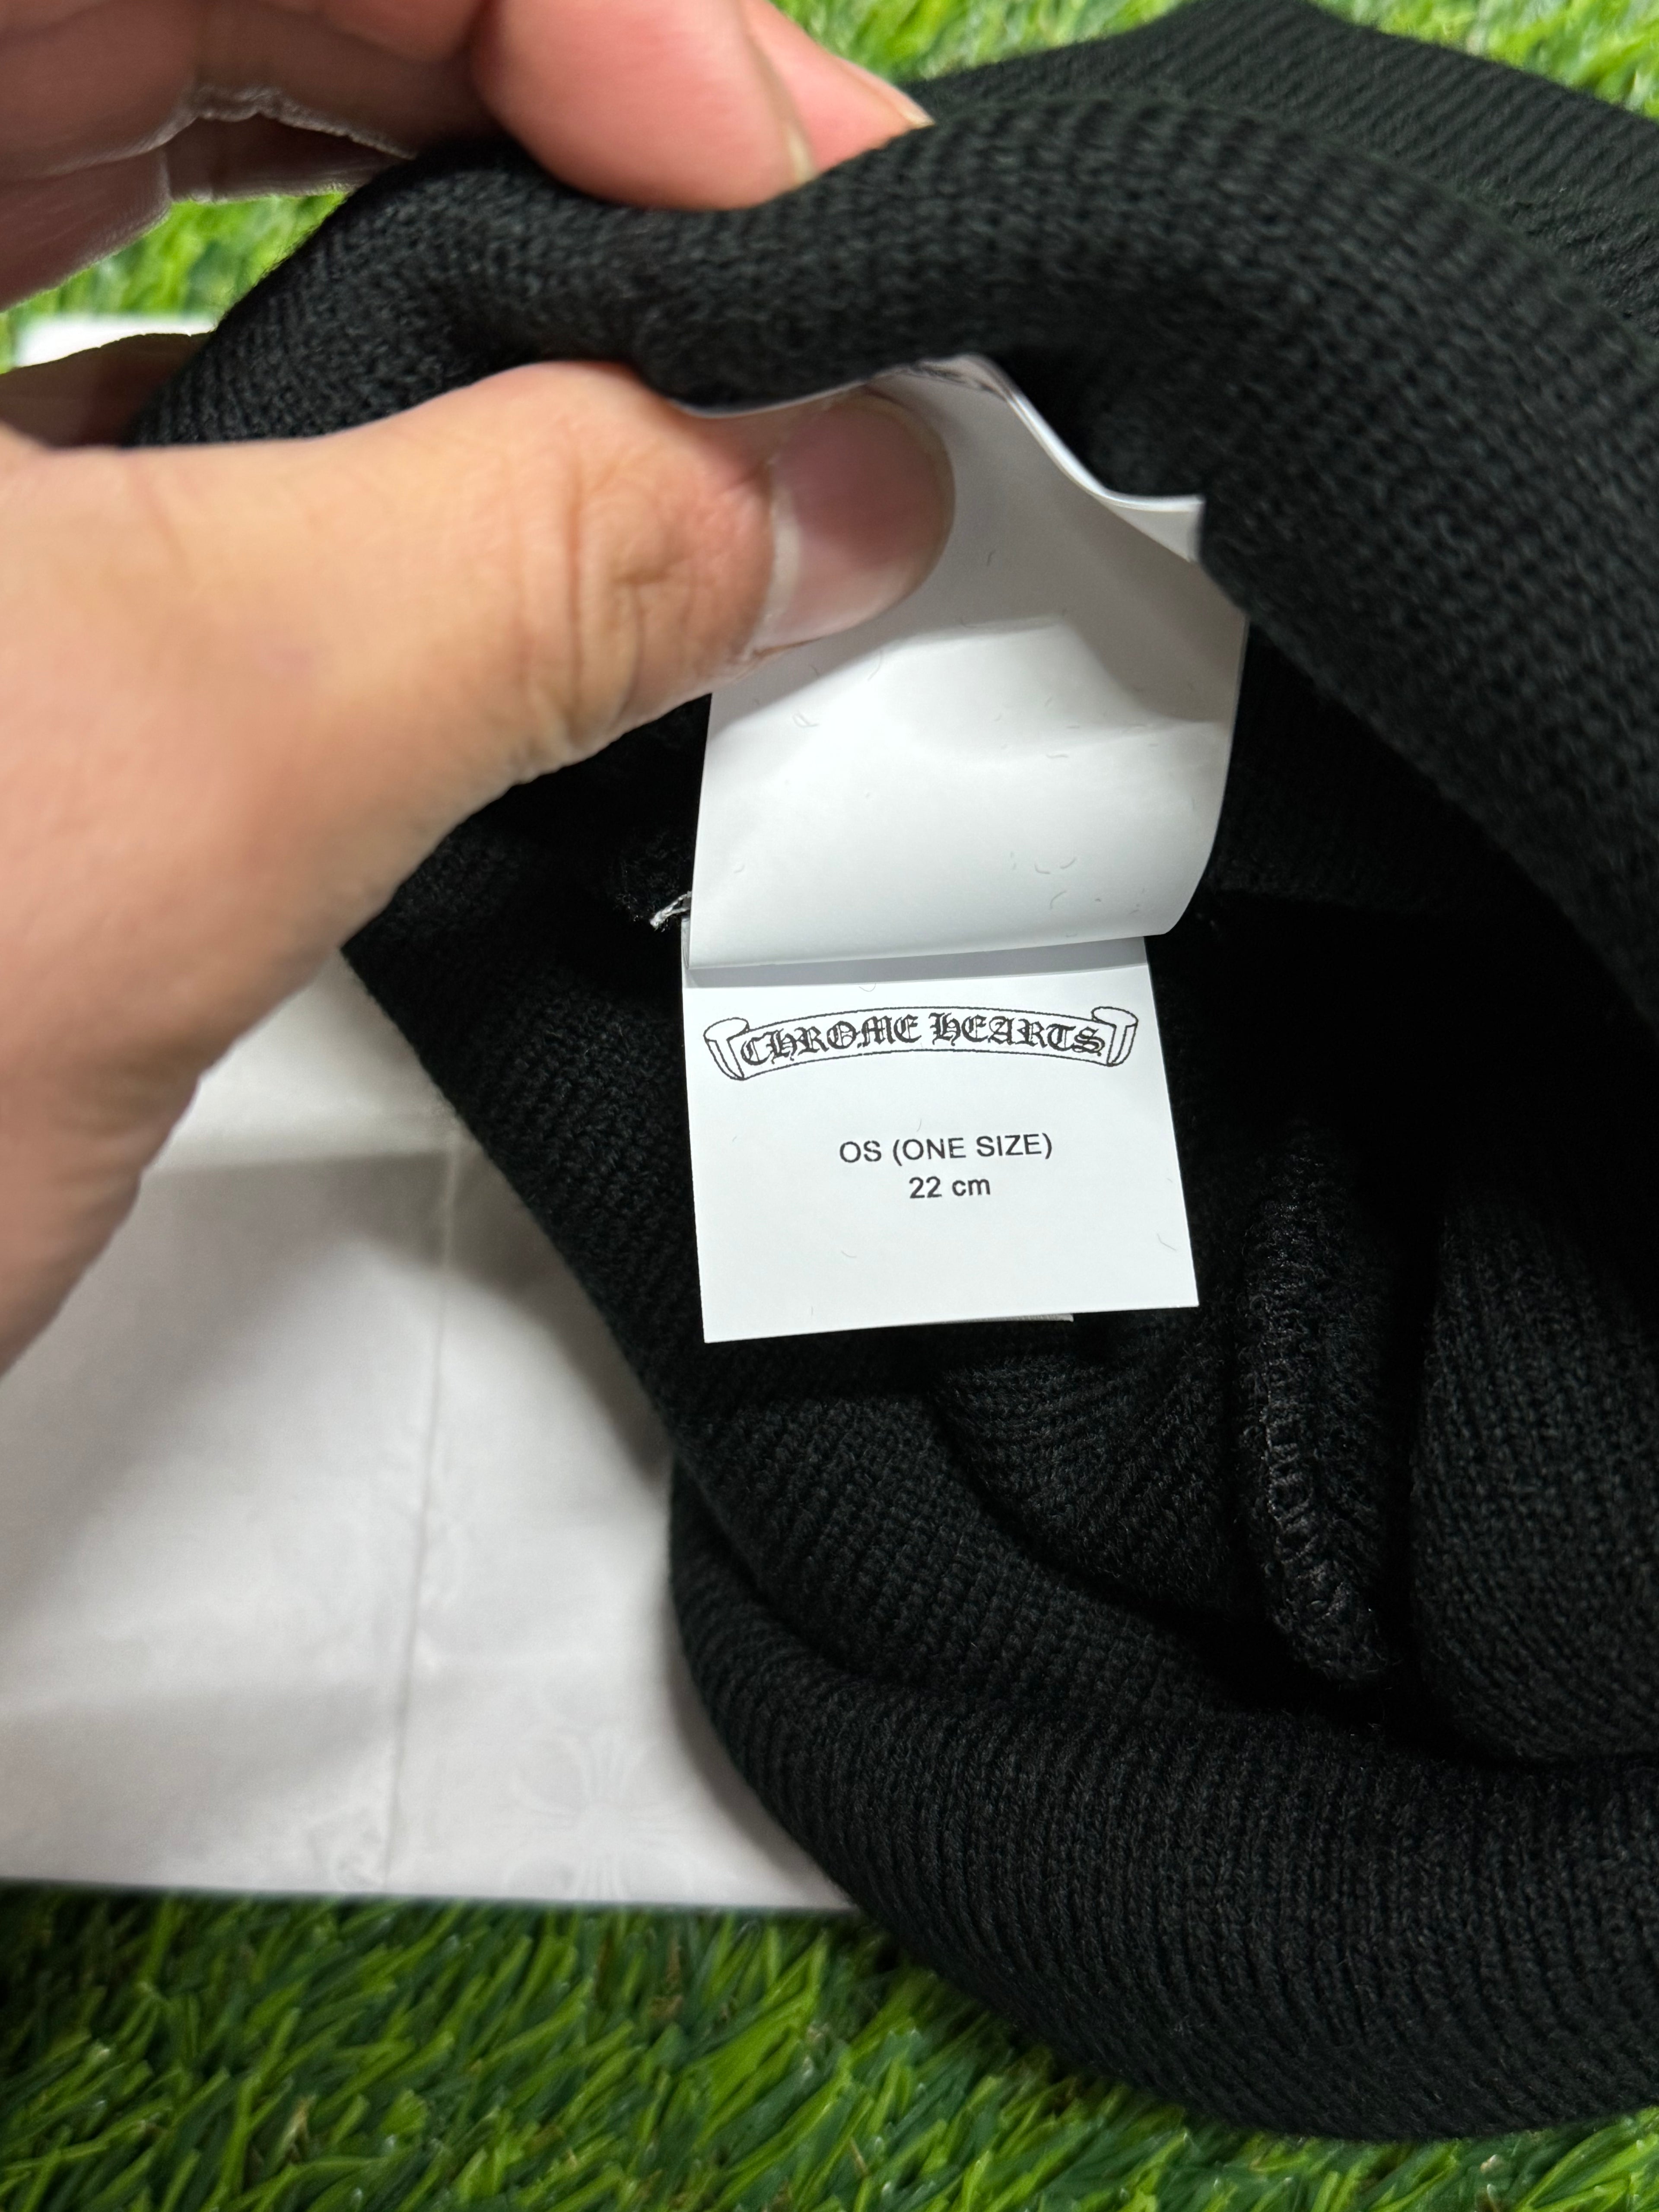 CHROME HEARTS
OS (ONE SIZE)
22 cm